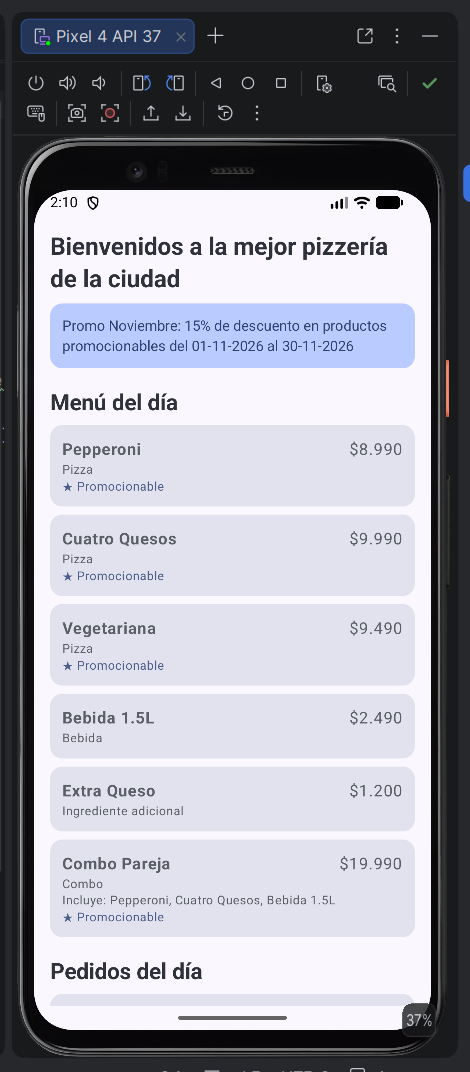 Pixel 4 API 37
2:10
Bienvenidos a la mejor pizzería
de la ciudad
Promo Noviembre: 15% de descuento en productos
promocionables del 01-11-2026 al 30-11-2026
Menú del día
Pepperoni $8.990
Pizza
★ Promocionable
Cuatro Quesos $9.990
Pizza
★ Promocionable
Vegetariana $9.490
Pizza
★ Promocionable
Bebida 1.5L $2.490
Bebida
Extra Queso $1.200
Ingrediente adicional
Combo Pareja $19.990
Combo
Incluye: Pepperoni, Cuatro Quesos, Bebida 1.5L
★ Promocionable
Pedidos del día
37%